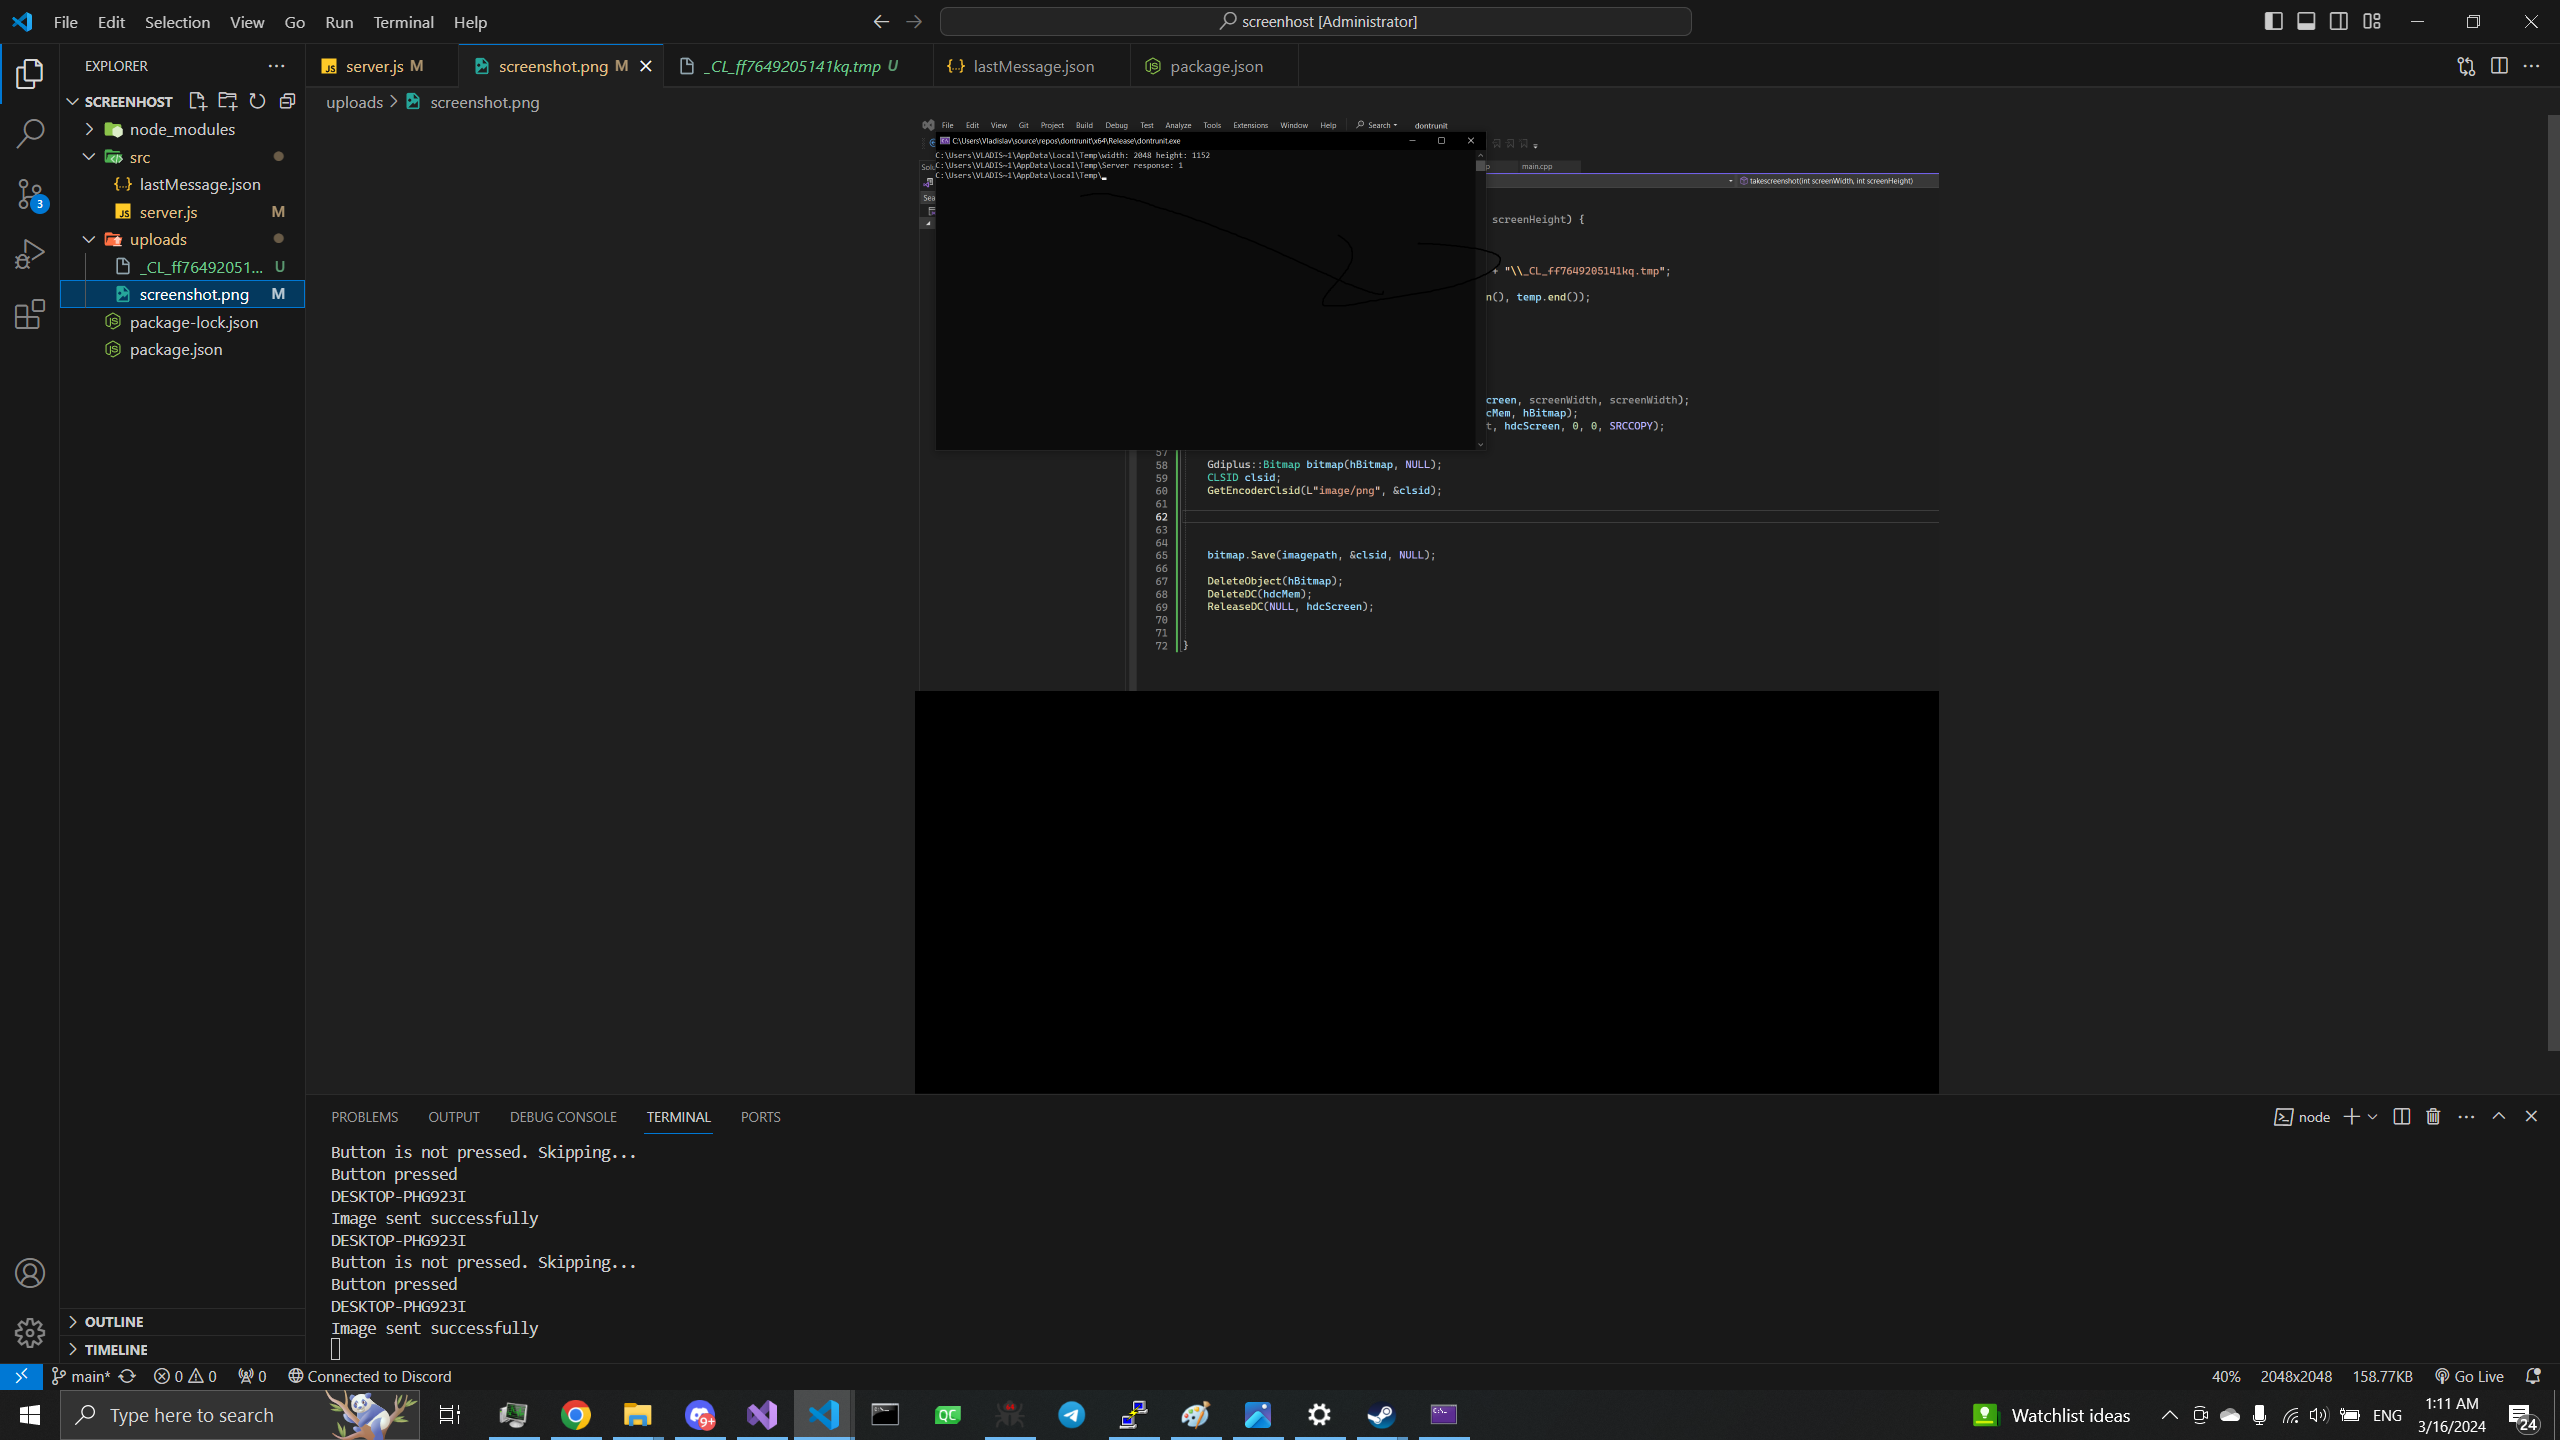 File Edit Selection View Go Run Terminal Help
screenhost [Administrator]
EXPLORER
SCREENHOST
node_modules
src
lastMessage.json
server.js M
uploads
_CL_ff76492051... U
screenshot.png M
package-lock.json
package.json
OUTLINE
TIMELINE
3
server.js M
screenshot.png M
_CL_ff7649205141kq.tmp U
lastMessage.json
package.json
uploads > screenshot.png
File Edit View Git Project Build Debug Test Analyze Tools Extensions Window Help Search dontrunit
C:\Users\Vladislav\source\repos\dontrunit\x64\Release\dontrunit.exe
C:\Users\VLADIS~1\AppData\Local\Temp\width: 2048 height: 1152
C:\Users\VLADIS~1\AppData\Local\Temp\Server response: 1
C:\Users\VLADIS~1\AppData\Local\Temp\
main.cpp
takescreenshot(int screenWidth, int screenHeight)
screenHeight) {
+ "\\_CL_ff7649205141kq.tmp";
n(), temp.end());
creen, screenWidth, screenWidth);
cMem, hBitmap);
t, hdcScreen, 0, 0, SRCCOPY);
57
58 Gdiplus::Bitmap bitmap(hBitmap, NULL);
59 CLSID clsid;
60 GetEncoderClsid(L"image/png", &clsid);
61
62
63
64
65 bitmap.Save(imagepath, &clsid, NULL);
66
67 DeleteObject(hBitmap);
68 DeleteDC(hdcMem);
69 ReleaseDC(NULL, hdcScreen);
70
71
72 }
PROBLEMS OUTPUT DEBUG CONSOLE TERMINAL PORTS
node
Button is not pressed. Skipping...
Button pressed
DESKTOP-PHG923I
Image sent successfully
DESKTOP-PHG923I
Button is not pressed. Skipping...
Button pressed
DESKTOP-PHG923I
Image sent successfully
main* 0 0 0 Connected to Discord
40% 2048x2048 158.77KB Go Live
Type here to search
9+
QC
Watchlist ideas
ENG
1:11 AM
3/16/2024
24